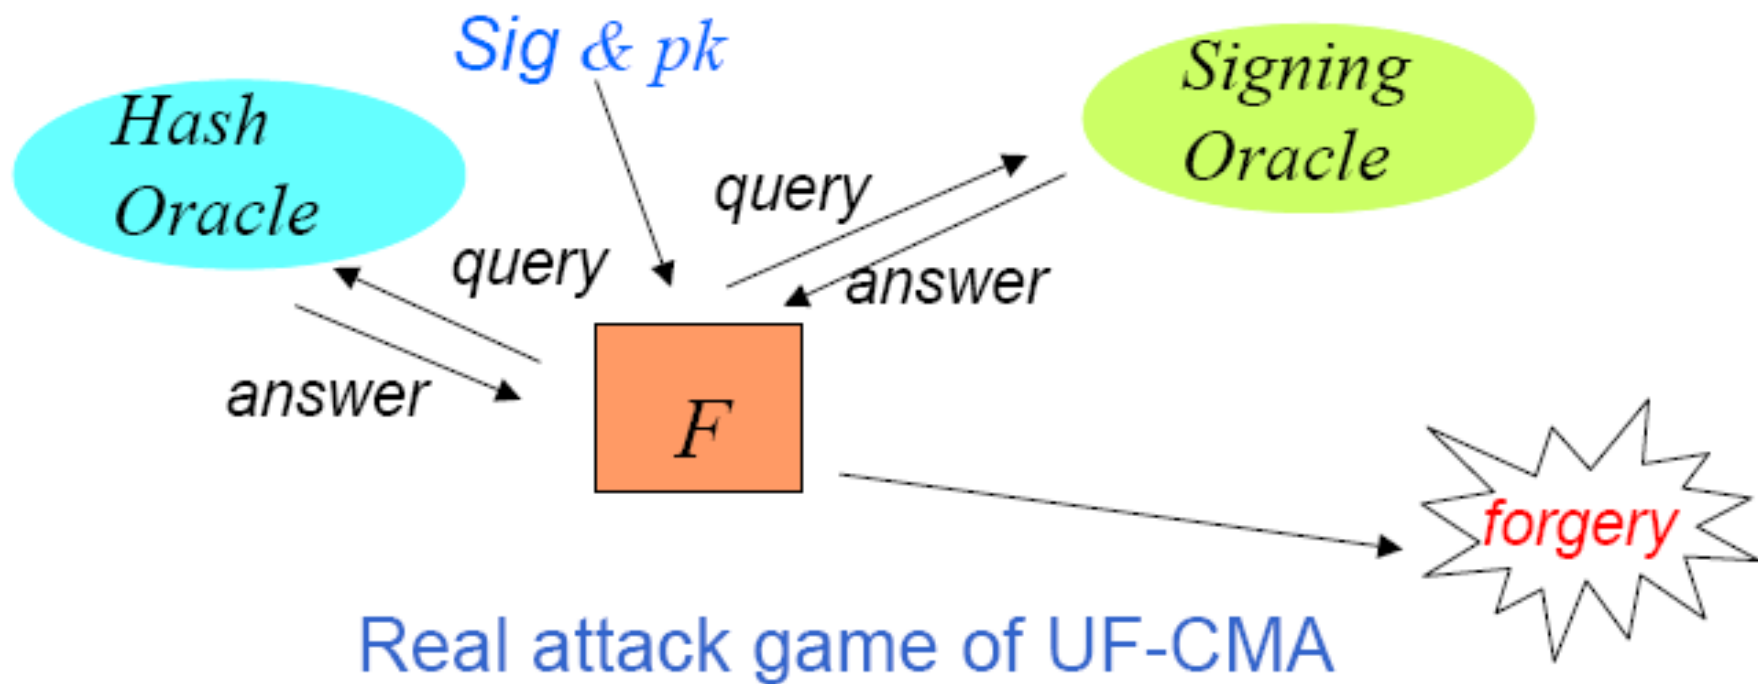 Sig & pk
Hash
Oracle
Signing
Oracle
query
answer
query
answer
F
forgery
Real attack game of UF-CMA